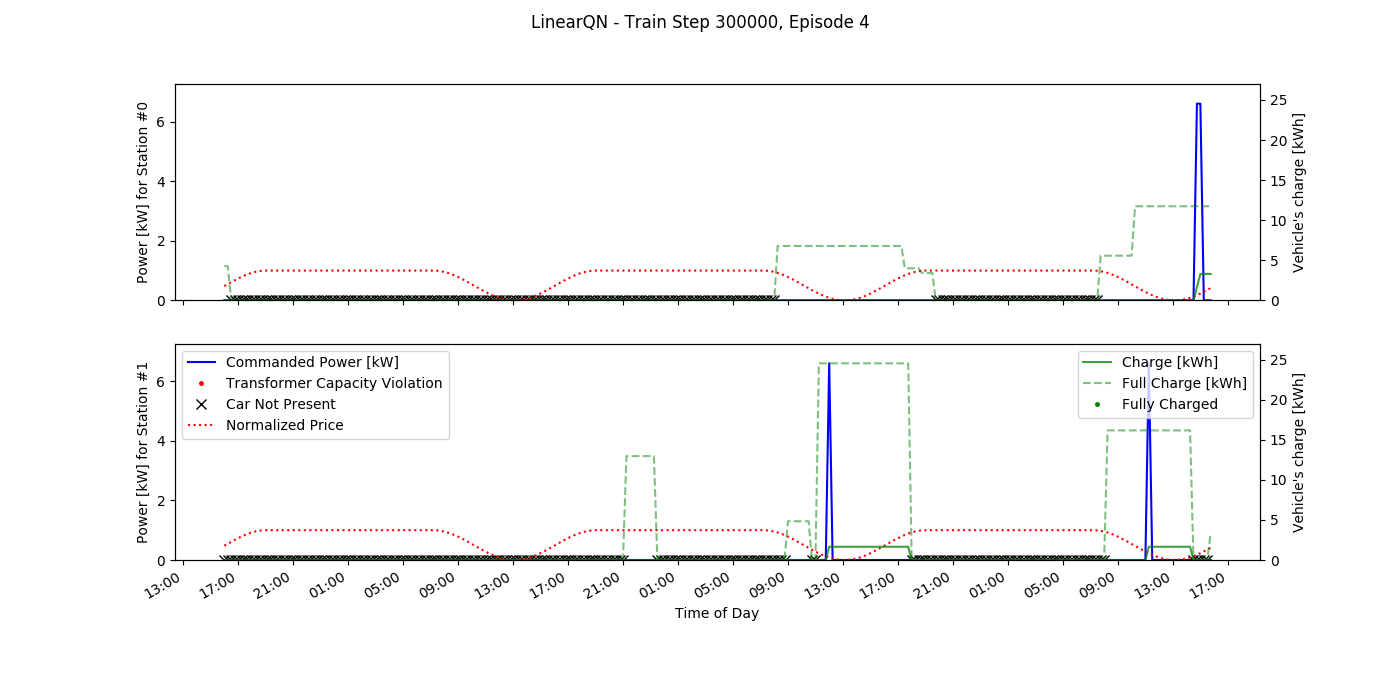 LinearQN - Train Step 300000, Episode 4
Power [kW] for Station #0
6
4
2
0
25
20
15
10
5
0
Vehicle's charge [kWh]
Power [kW] for Station #1
6
4
2
0
Commanded Power [kW]
Transformer Capacity Violation
Car Not Present
Normalized Price
Charge [kWh]
Full Charge [kWh]
Fully Charged
25
20
15
10
5
0
Vehicle's charge [kWh]
13:00 17:00 21:00 01:00 05:00 09:00 13:00 17:00 21:00 01:00 05:00 09:00 13:00 17:00 21:00 01:00 05:00 09:00 13:00 17:00
Time of Day